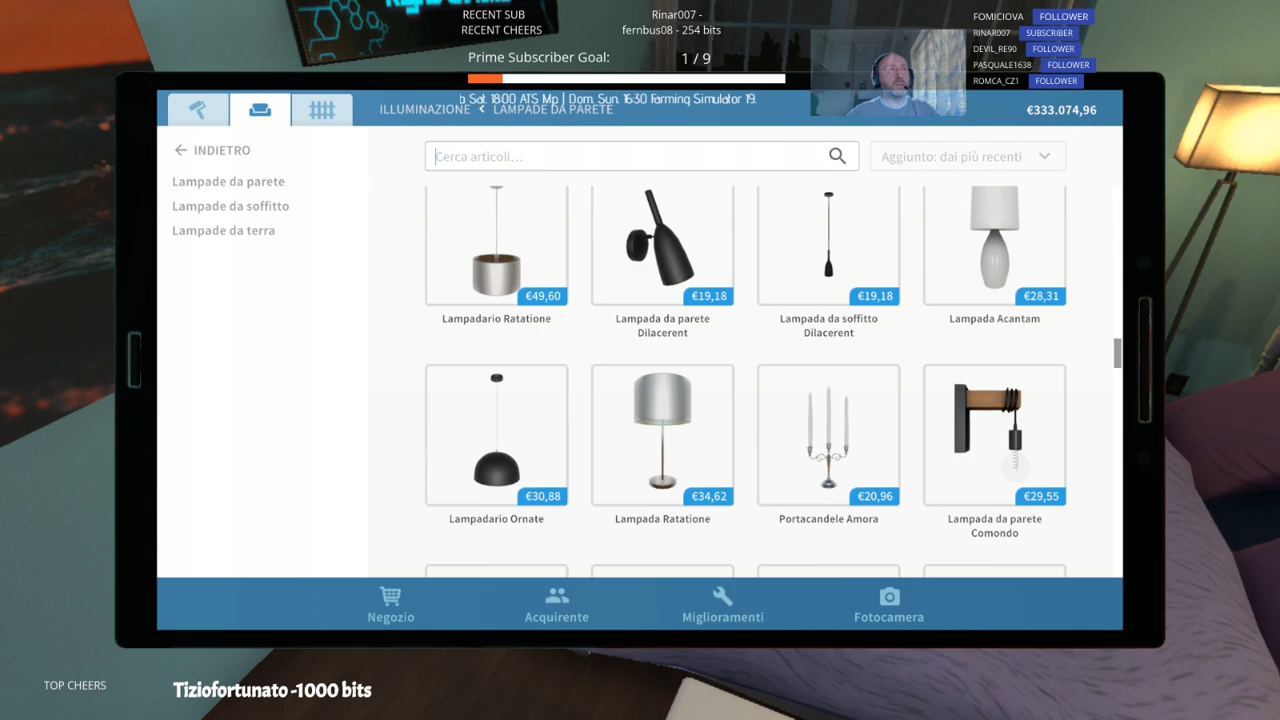 RECENT SUB
RECENT CHEERS
Rinar007 -
fernbus08 - 254 bits
Prime Subscriber Goal: 1 / 9
FOMICIOVA FOLLOWER
RINAR007 SUBSCRIBER
DEVIL_RE90 FOLLOWER
PASQUALE1638 FOLLOWER
ROMCA_CZ1 FOLLOWER
Sat. 18:00 ATS Mp | Dom. Sun. 16:30 Farming Simulator 19.
ILLUMINAZIONE < LAMPADE DA PARETE
€333.074,96
INDIETRO
Lampade da parete
Lampade da soffitto
Lampade da terra
Cerca articoli...
Aggiunto: dai più recenti
€49,60
€19,18
€19,18
€28,31
Lampadario Ratatione
Lampada da parete
Dilacerent
Lampada da soffitto
Dilacerent
Lampada Acantam
€30,88
€34,62
€20,96
€29,55
Lampadario Ornate
Lampada Ratatione
Portacandele Amora
Lampada da parete
Comondo
Negozio
Acquirente
Miglioramenti
Fotocamera
TOP CHEERS
Tiziofortunato -1000 bits